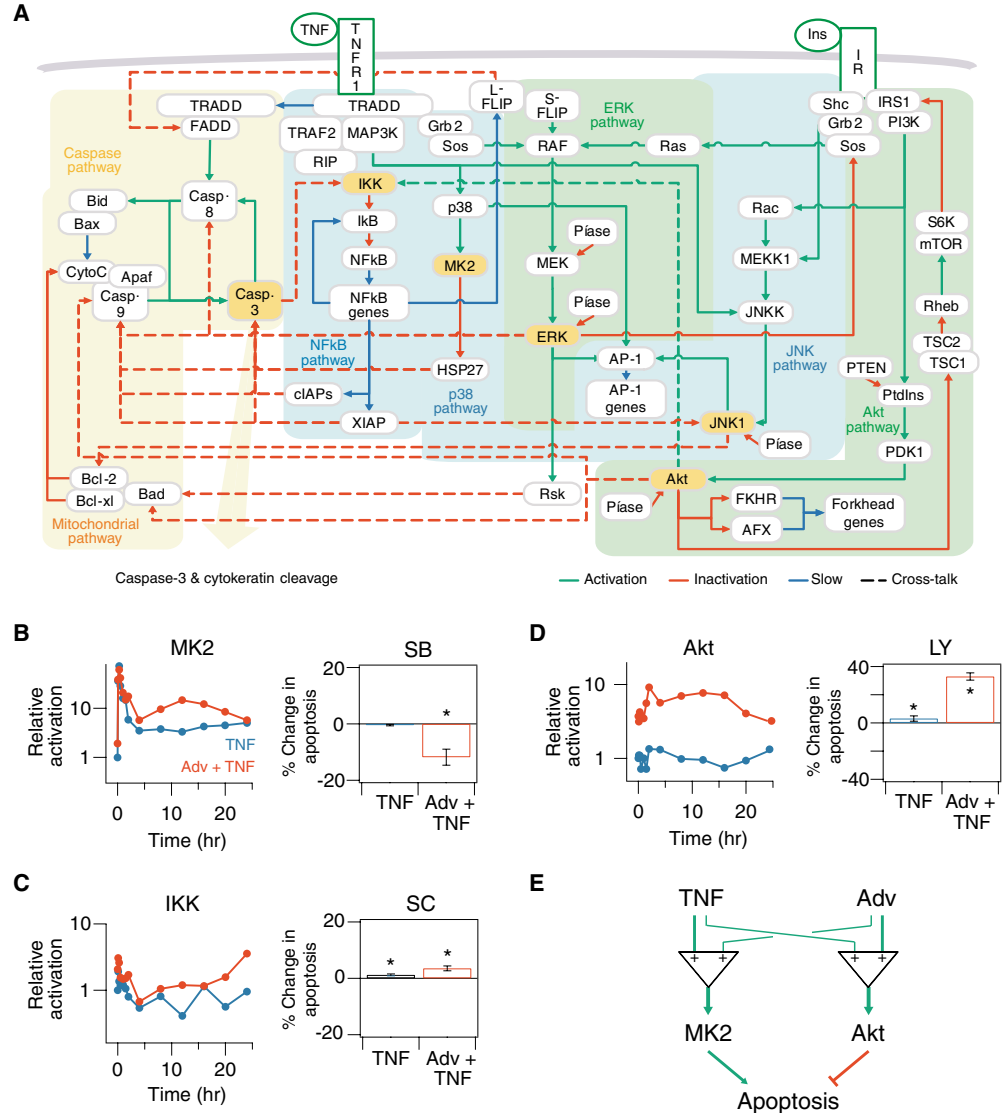 A
TNF
T
N
F
R
1
Ins
I
R
TRADD
FADD
TRADD
TRAF2
MAP3K
RIP
Grb2
Sos
L-
FLIP
S-
FLIP
ERK
pathway
RAF
Ras
Shc
Grb2
Sos
IRS1
PI3K
Caspase
pathway
Casp-
8
Bid
Bax
CytoC
Apaf
Casp-
9
Casp-
3
IKK
IkB
NFkB
NFkB
genes
NFkB
pathway
p38
MK2
HSP27
p38
pathway
cIAPs
XIAP
Píase
MEK
Píase
ERK
AP-1
AP-1
genes
Rac
MEKK1
JNKK
JNK
pathway
JNK1
Píase
S6K
mTOR
Rheb
TSC2
TSC1
PTEN
PtdIns
Akt
pathway
PDK1
Bcl-2
Bcl-xl
Bad
Mitochondrial
pathway
Rsk
Akt
Píase
FKHR
AFX
Forkhead
genes
Caspase-3 & cytokeratin cleavage
Activation
Inactivation
Slow
Cross-talk
B
MK2
Relative
activation
10
1
TNF
Adv + TNF
0 10 20
Time (hr)
SB
% Change in
apoptosis
20
0
-20
*
TNF
Adv +
TNF
D
Akt
Relative
activation
10
1
0 10 20
Time (hr)
LY
% Change in
apoptosis
40
0
-40
*
*
TNF
Adv +
TNF
C
IKK
Relative
activation
10
1
0 10 20
Time (hr)
SC
% Change in
apoptosis
20
0
-20
*
*
TNF
Adv +
TNF
E
TNF
Adv
+ +
+ +
MK2
Akt
Apoptosis